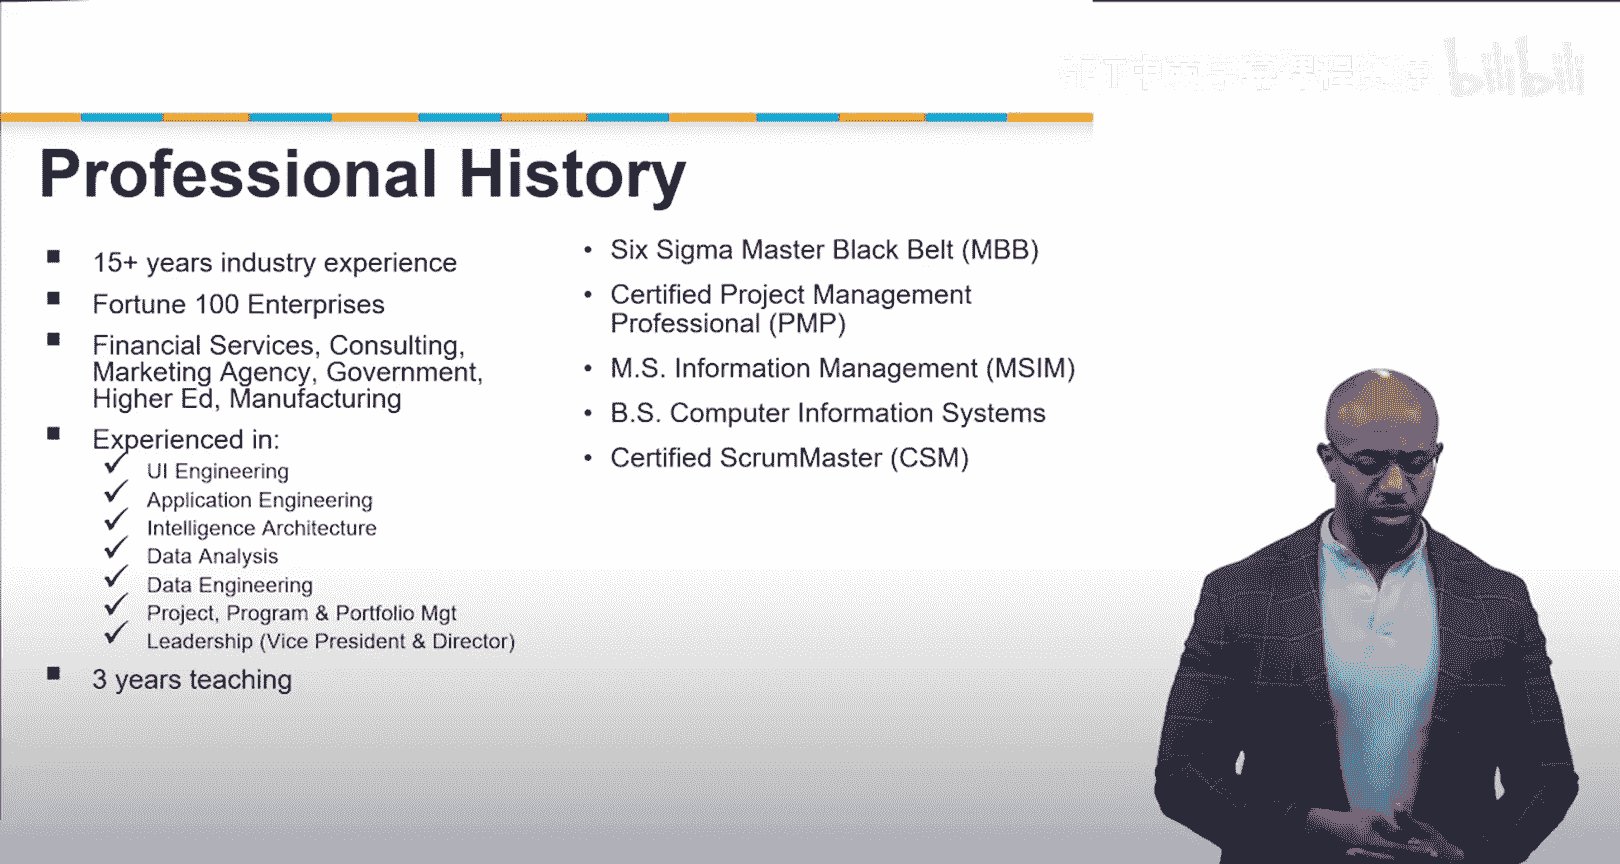 bilibili
Professional History
15+ years industry experience
Fortune 100 Enterprises
Financial Services, Consulting,
Marketing Agency, Government,
Higher Ed, Manufacturing
Experienced in:
UI Engineering
Application Engineering
Intelligence Architecture
Data Analysis
Data Engineering
Project, Program & Portfolio Mgt
Leadership (Vice President & Director)
3 years teaching
Six Sigma Master Black Belt (MBB)
Certified Project Management
Professional (PMP)
M.S. Information Management (MSIM)
B.S. Computer Information Systems
Certified ScrumMaster (CSM)